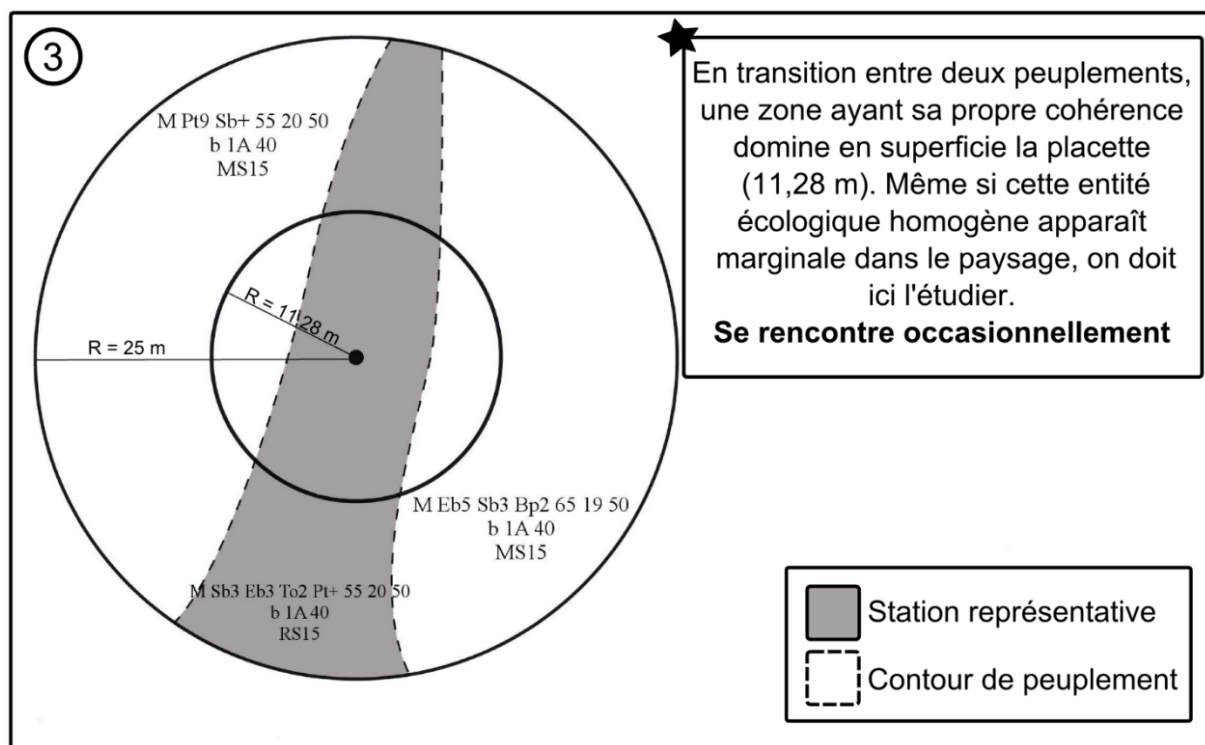 3
M Pt9 Sb+ 55 20 50
b 1A 40
MS15
R = 11,28 m
R = 25 m
M Eb5 Sb3 Bp2 65 19 50
b 1A 40
MS15
M Sb3 Eb3 To2 Pt+ 55 20 50
b 1A 40
RS15
En transition entre deux peuplements,
une zone ayant sa propre cohérence
domine en superficie la placette
(11,28 m). Même si cette entité
écologique homogène apparaît
marginale dans le paysage, on doit
ici l'étudier.
Se rencontre occasionnellement
Station représentative
Contour de peuplement